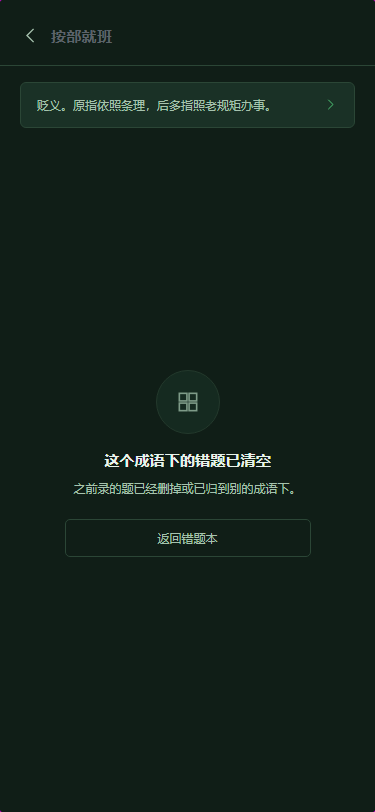 按部就班
贬义。原指依照条理，后多指照老规矩办事。
这个成语下的错题已清空
之前录的题已经删掉或已归到别的成语下。
返回错题本